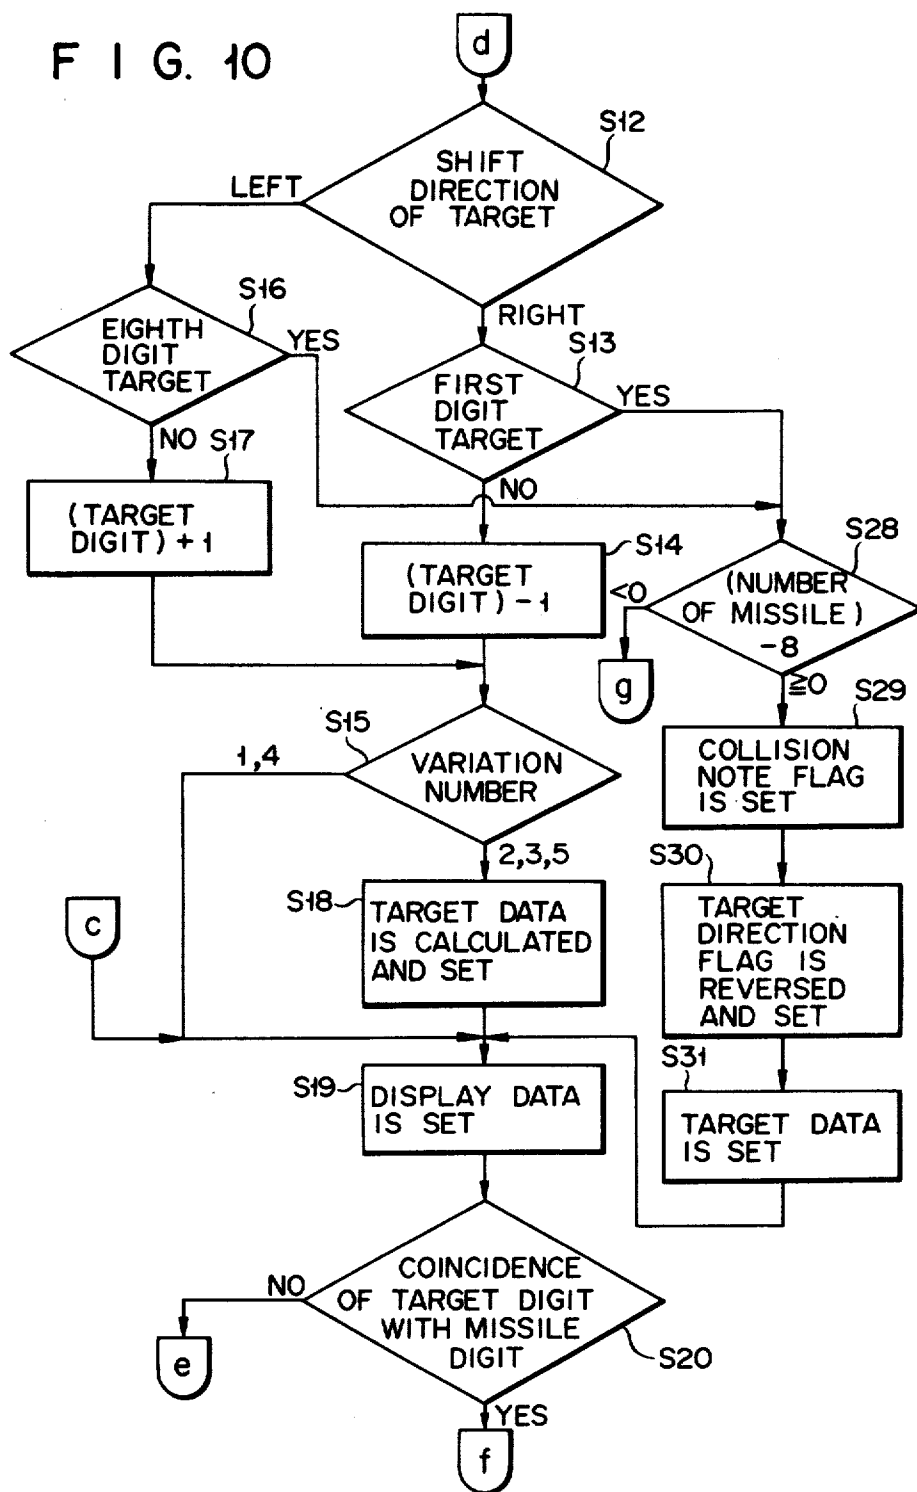 FIG. 10
d
S12
SHIFT
DIRECTION
OF TARGET
LEFT
RIGHT
S16
EIGHTH
DIGIT
TARGET
YES
NO
S13
FIRST
DIGIT
TARGET
YES
NO
S17
(TARGET
DIGIT) + 1
S14
(TARGET
DIGIT) - 1
S28
(NUMBER
OF MISSILE)
-8
<0
≧0
g
S15
VARIATION
NUMBER
1,4
2,3,5
S29
COLLISION
NOTE FLAG
IS SET
S18
TARGET DATA
IS CALCULATED
AND SET
S30
TARGET
DIRECTION
FLAG IS
REVERSED
AND SET
c
S19
DISPLAY DATA
IS SET
S31
TARGET DATA
IS SET
COINCIDENCE
OF TARGET DIGIT
WITH MISSILE
DIGIT
S20
NO
e
YES
f